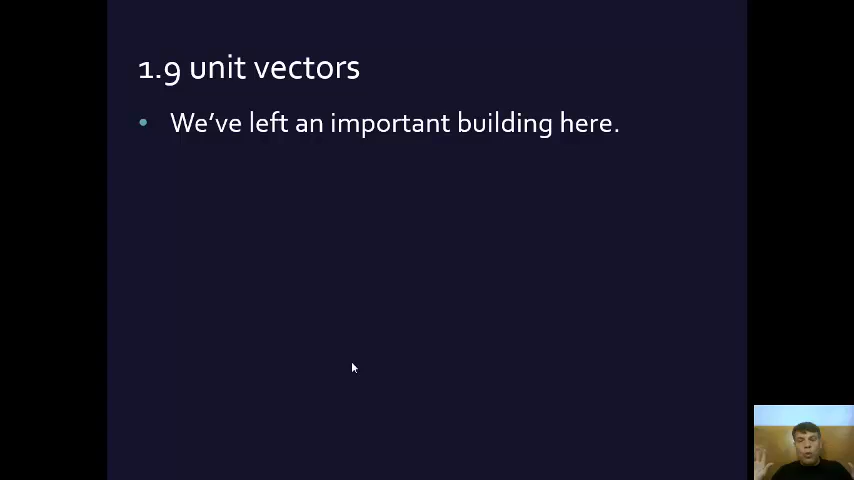 1.9 unit vectors
• We've left an important building here.